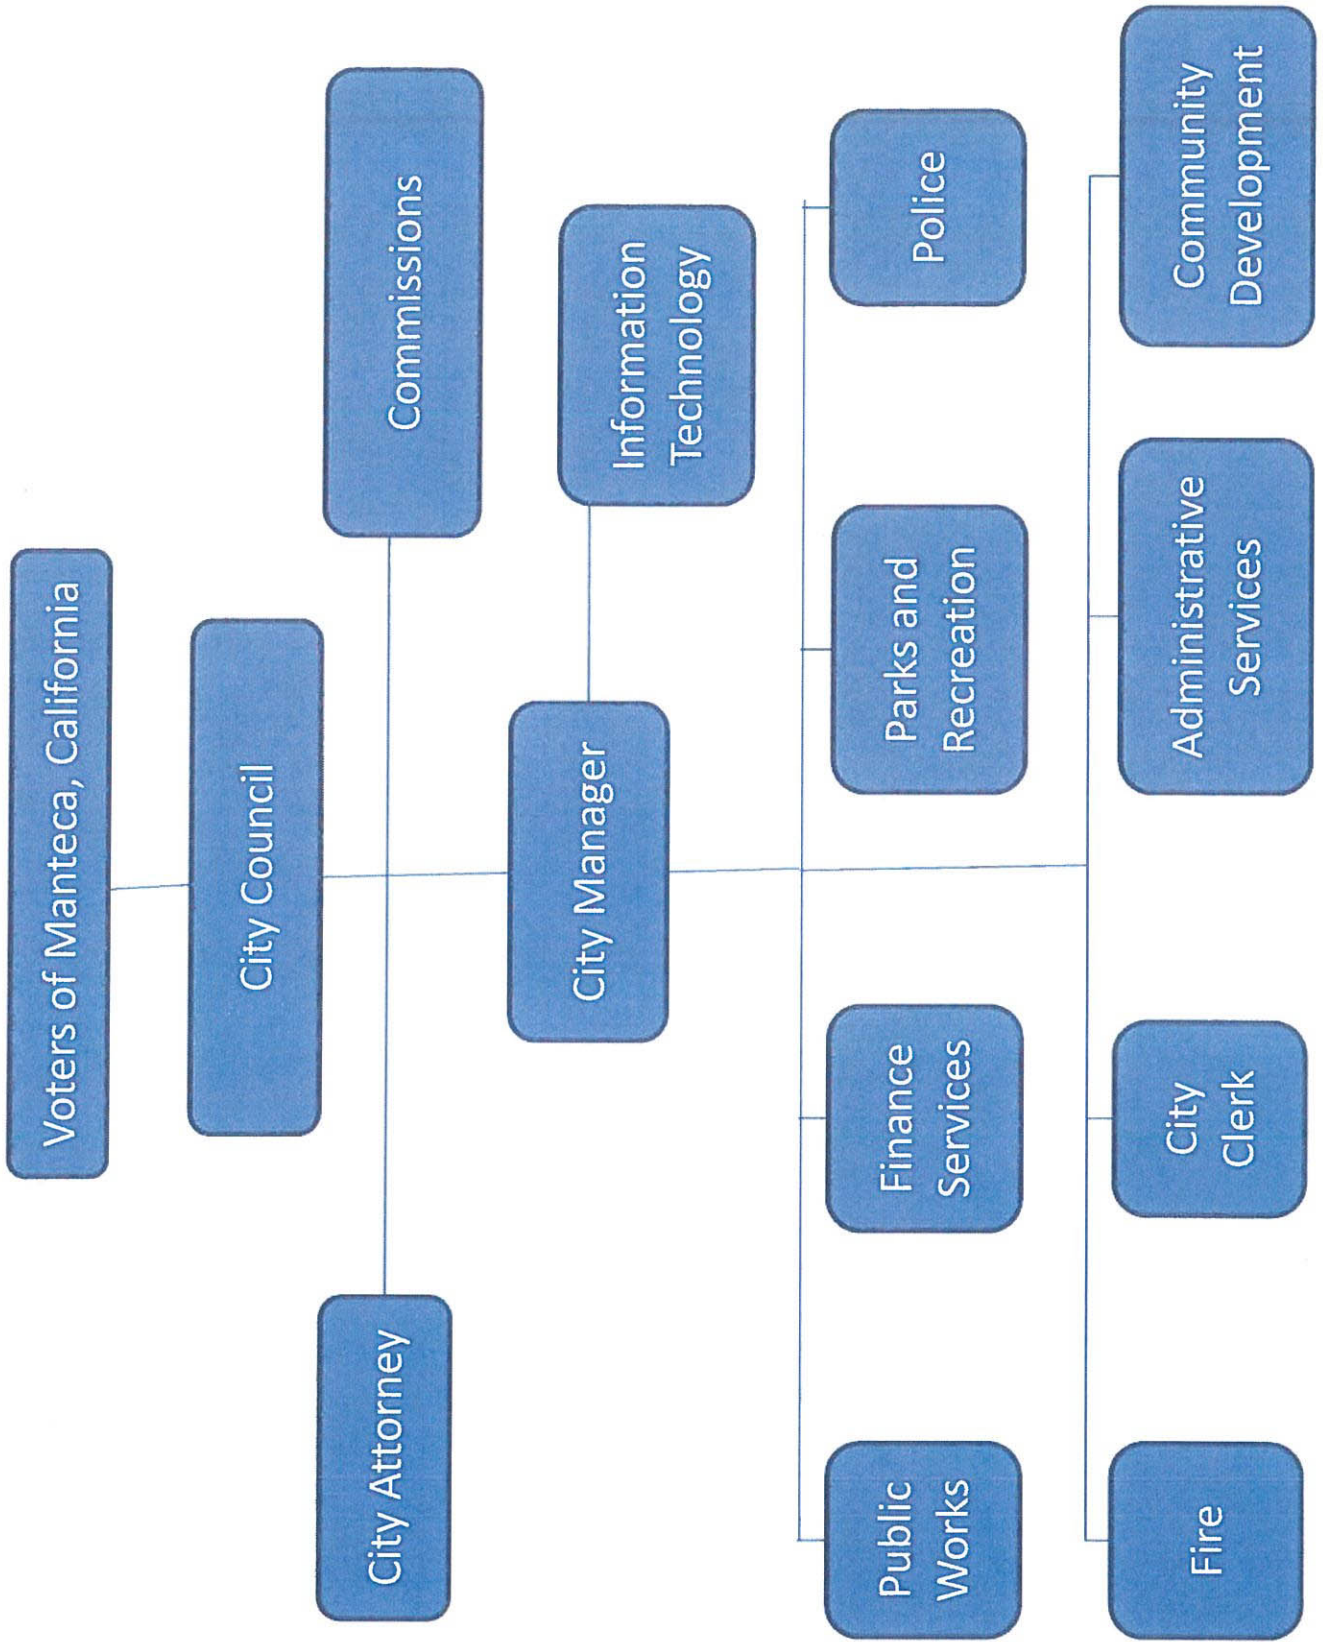 Voters of Manteca, California
City Council
City Attorney
Commissions
City Manager
Information
Technology
Public
Works
Finance
Services
Parks and
Recreation
Police
Fire
City
Clerk
Administrative
Services
Community
Development